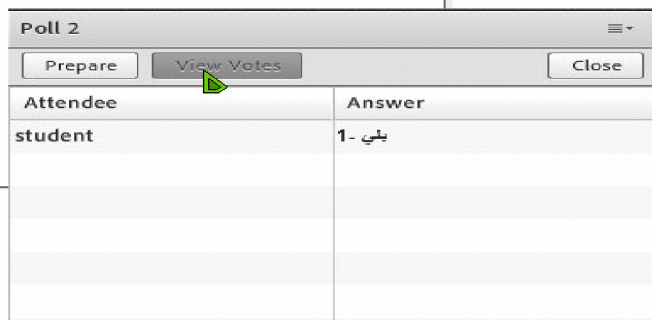 Poll 2
Prepare View Votes Close
Attendee Answer
student 1- بلي